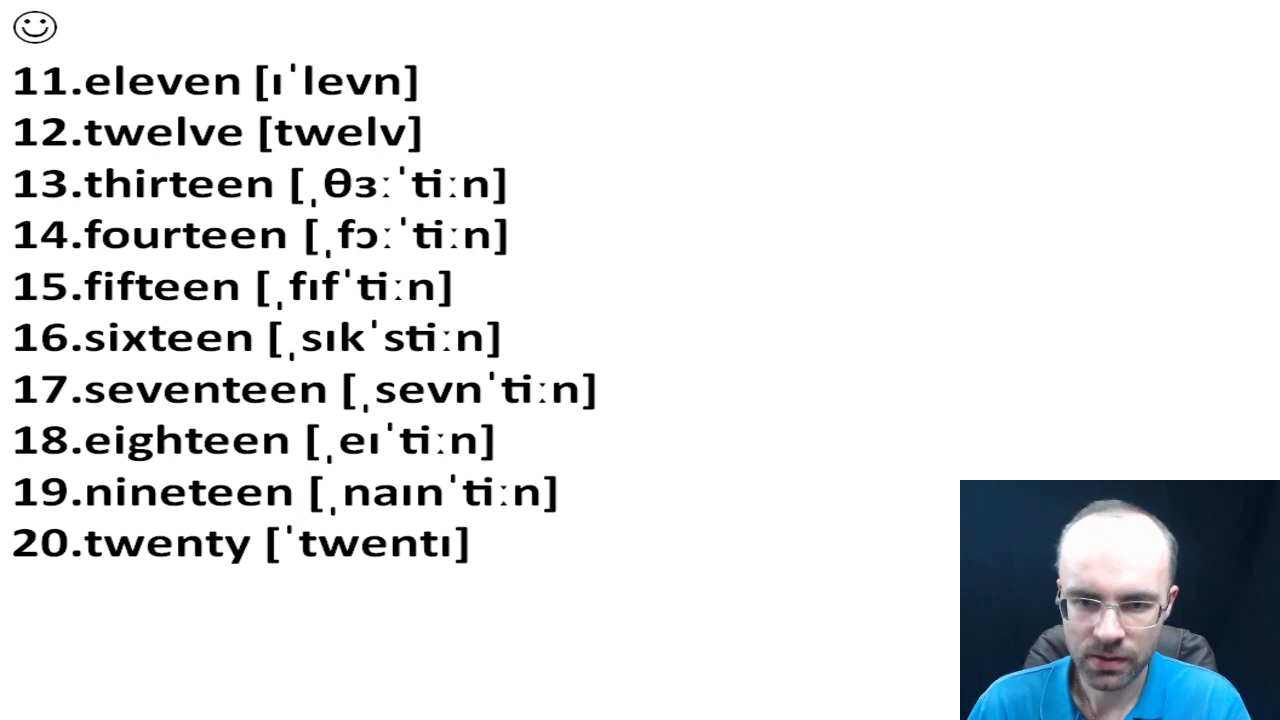 11.eleven [ɪˈlevn]
12.twelve [twelv]
13.thirteen [ˌθɜːˈtiːn]
14.fourteen [ˌfɔːˈtiːn]
15.fifteen [ˌfɪfˈtiːn]
16.sixteen [ˌsɪkˈstiːn]
17.seventeen [ˌsevnˈtiːn]
18.eighteen [ˌeɪˈtiːn]
19.nineteen [ˌnaɪnˈtiːn]
20.twenty [ˈtwentɪ]